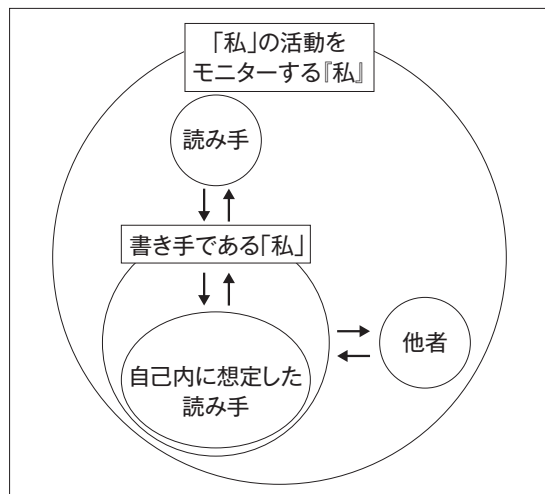 「私」の活動を
モニターする『私』
読み手
書き手である「私」
他者
自己内に想定した
読み手